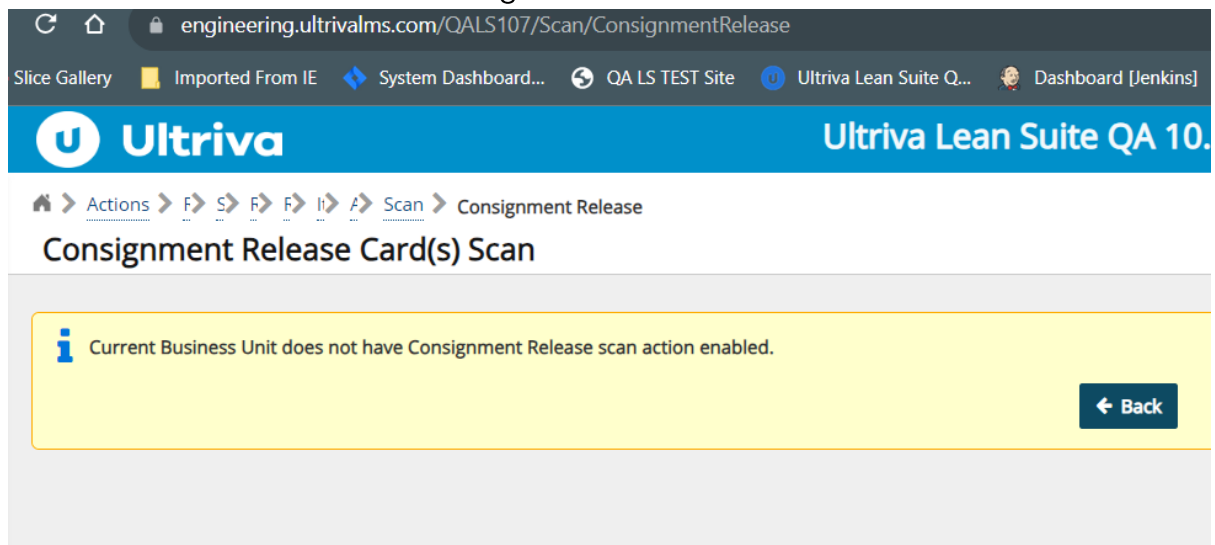 engineering.ultrivalms.com/QALS107/Scan/ConsignmentRelease
Slice Gallery Imported From IE System Dashboard... QA LS TEST Site Ultriva Lean Suite Q... Dashboard [Jenkins]
U Ultriva Ultriva Lean Suite QA 10.
Actions > F> S> F> F> I> A> Scan > Consignment Release
Consignment Release Card(s) Scan
Current Business Unit does not have Consignment Release scan action enabled.
Back